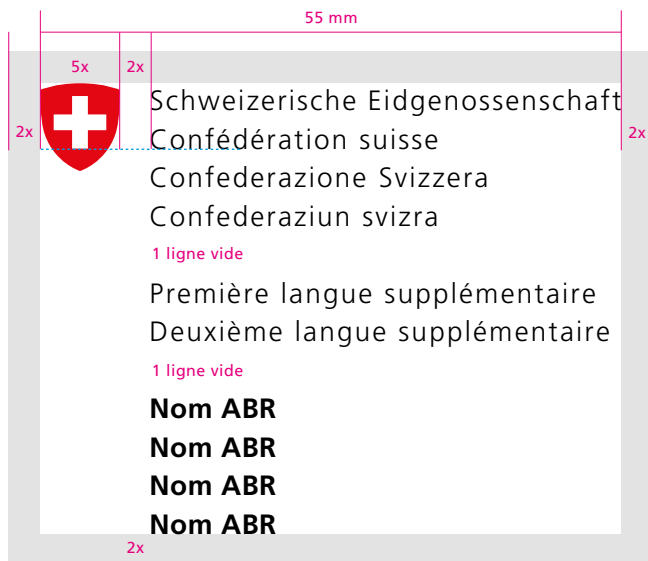 55 mm
5x 2x
2x
2x
Schweizerische Eidgenossenschaft
Confédération suisse
Confederazione Svizzera
Confederaziun svizra
1 ligne vide
Première langue supplémentaire
Deuxième langue supplémentaire
1 ligne vide
Nom ABR
Nom ABR
Nom ABR
Nom ABR
2x